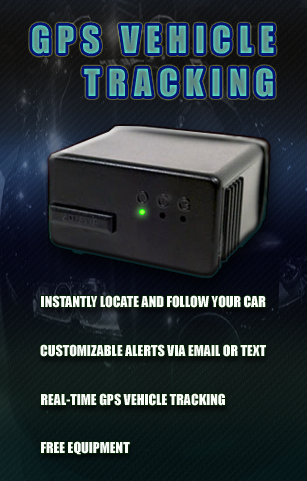 GPS VEHICLE
TRACKING
INSTANTLY LOCATE AND FOLLOW YOUR CAR
CUSTOMIZABLE ALERTS VIA EMAIL OR TEXT
REAL-TIME GPS VEHICLE TRACKING
FREE EQUIPMENT